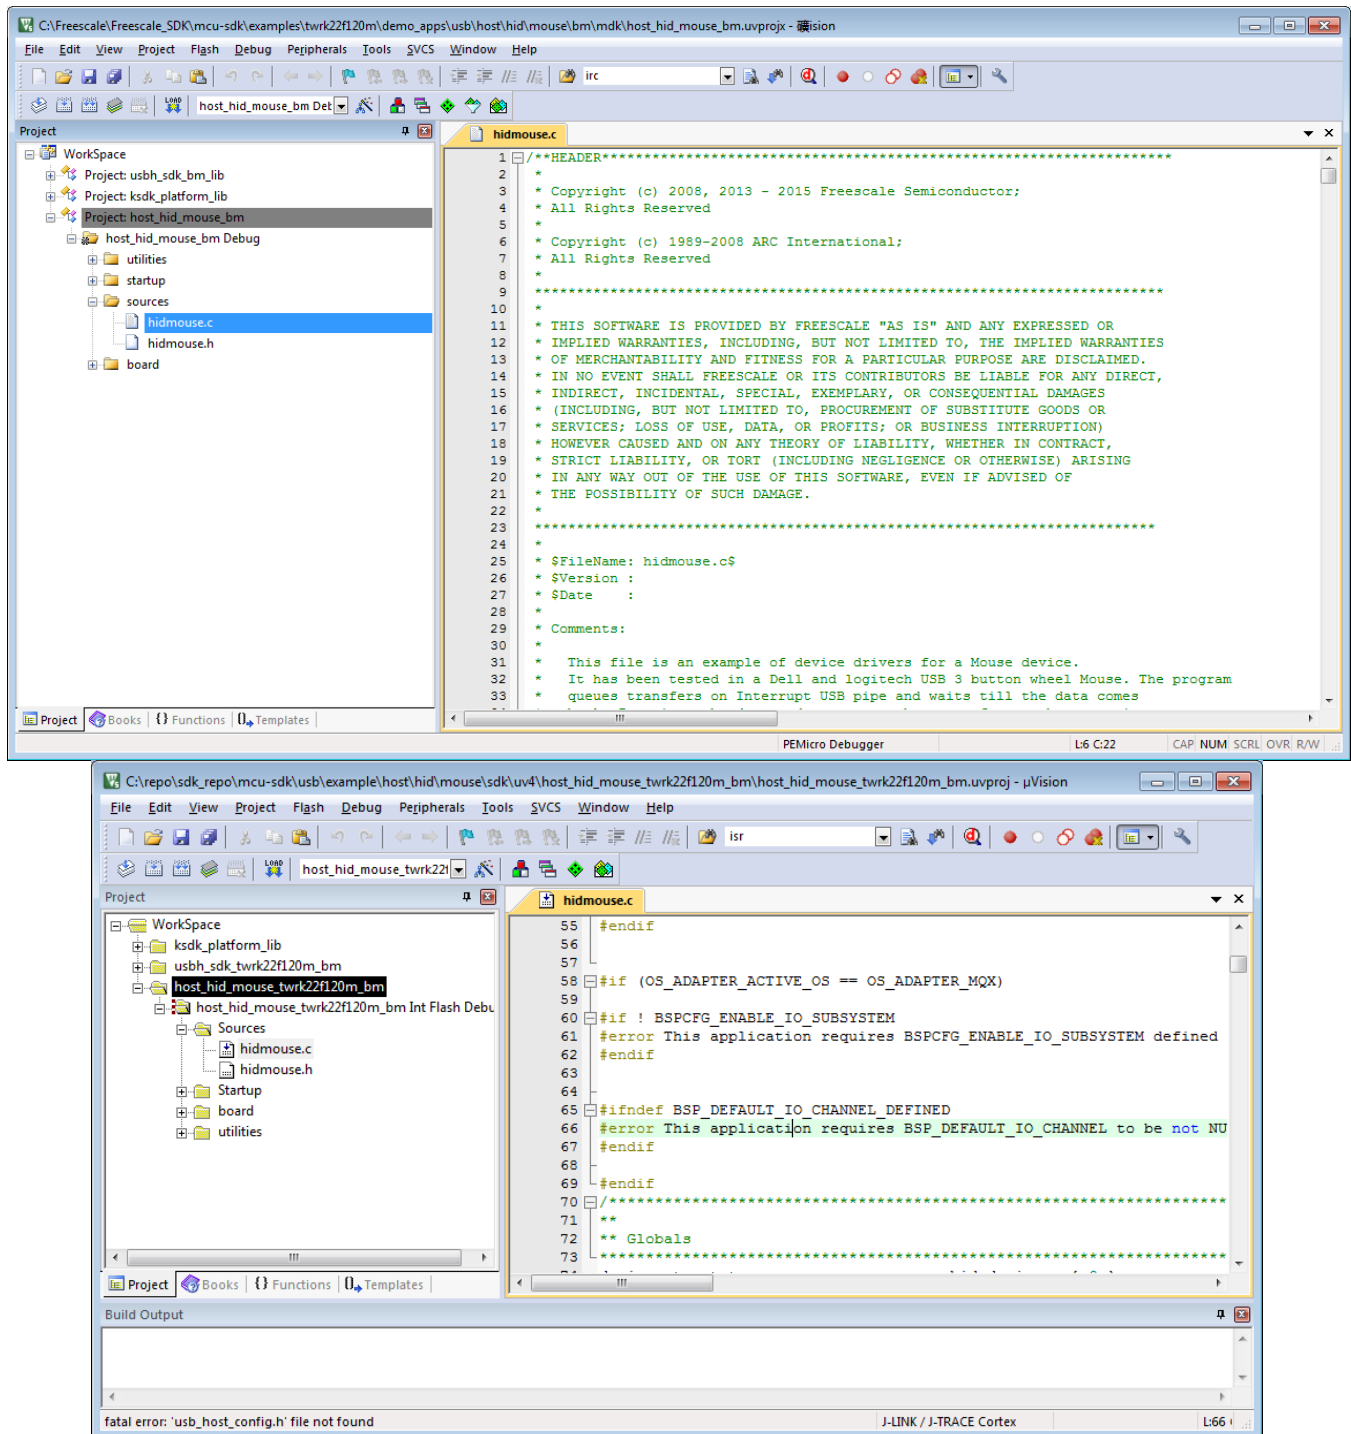 C:\Freescale\Freescale_SDK\mcu-sdk\examples\twrk22f120m\demo_apps\usb\host\hid\mouse\bm\mdk\host_hid_mouse_bm.uvprojx - 礦ision
File Edit View Project Flash Debug Peripherals Tools SVCS Window Help
irc
LOAD host_hid_mouse_bm Det
Project
WorkSpace
Project: usbh_sdk_bm_lib
Project: ksdk_platform_lib
Project: host_hid_mouse_bm
host_hid_mouse_bm Debug
utilities
startup
sources
hidmouse.c
hidmouse.h
board
Project Books Functions Templates
hidmouse.c
1 /**HEADER********************************************************************
2 *
3 * Copyright (c) 2008, 2013 - 2015 Freescale Semiconductor;
4 * All Rights Reserved
5 *
6 * Copyright (c) 1989-2008 ARC International;
7 * All Rights Reserved
8 *
9 ***************************************************************************
10 *
11 * THIS SOFTWARE IS PROVIDED BY FREESCALE "AS IS" AND ANY EXPRESSED OR
12 * IMPLIED WARRANTIES, INCLUDING, BUT NOT LIMITED TO, THE IMPLIED WARRANTIES
13 * OF MERCHANTABILITY AND FITNESS FOR A PARTICULAR PURPOSE ARE DISCLAIMED.
14 * IN NO EVENT SHALL FREESCALE OR ITS CONTRIBUTORS BE LIABLE FOR ANY DIRECT,
15 * INDIRECT, INCIDENTAL, SPECIAL, EXEMPLARY, OR CONSEQUENTIAL DAMAGES
16 * (INCLUDING, BUT NOT LIMITED TO, PROCUREMENT OF SUBSTITUTE GOODS OR
17 * SERVICES; LOSS OF USE, DATA, OR PROFITS; OR BUSINESS INTERRUPTION)
18 * HOWEVER CAUSED AND ON ANY THEORY OF LIABILITY, WHETHER IN CONTRACT,
19 * STRICT LIABILITY, OR TORT (INCLUDING NEGLIGENCE OR OTHERWISE) ARISING
20 * IN ANY WAY OUT OF THE USE OF THIS SOFTWARE, EVEN IF ADVISED OF
21 * THE POSSIBILITY OF SUCH DAMAGE.
22 *
23 **************************************************************************
24 *
25 * $FileName: hidmouse.c$
26 * $Version :
27 * $Date    :
28 *
29 * Comments:
30 *
31 *   This file is an example of device drivers for a Mouse device.
32 *   It has been tested in a Dell and logitech USB 3 button wheel Mouse. The program
33 *   queues transfers on Interrupt USB pipe and waits till the data comes
PEMicro Debugger L:6 C:22 CAP NUM SCRL OVR R/W
C:\repo\sdk_repo\mcu-sdk\usb\example\host\hid\mouse\sdk\uv4\host_hid_mouse_twrk22f120m_bm\host_hid_mouse_twrk22f120m_bm.uvproj - µVision
File Edit View Project Flash Debug Peripherals Tools SVCS Window Help
isr
LOAD host_hid_mouse_twrk22f
Project
WorkSpace
ksdk_platform_lib
usbh_sdk_twrk22f120m_bm
host_hid_mouse_twrk22f120m_bm
host_hid_mouse_twrk22f120m_bm Int Flash Debu
Sources
hidmouse.c
hidmouse.h
Startup
board
utilities
Project Books Functions Templates
hidmouse.c
55 #endif
56
57
58 #if (OS_ADAPTER_ACTIVE_OS == OS_ADAPTER_MQX)
59
60 #if ! BSPCFG_ENABLE_IO_SUBSYSTEM
61 #error This application requires BSPCFG_ENABLE_IO_SUBSYSTEM defined
62 #endif
63
64
65 #ifndef BSP_DEFAULT_IO_CHANNEL_DEFINED
66 #error This application requires BSP_DEFAULT_IO_CHANNEL to be not NU
67 #endif
68
69 #endif
70 /*******************************************************************
71 **
72 ** Globals
73 ********************************************************************
Build Output
fatal error: 'usb_host_config.h' file not found J-LINK / J-TRACE Cortex L:66